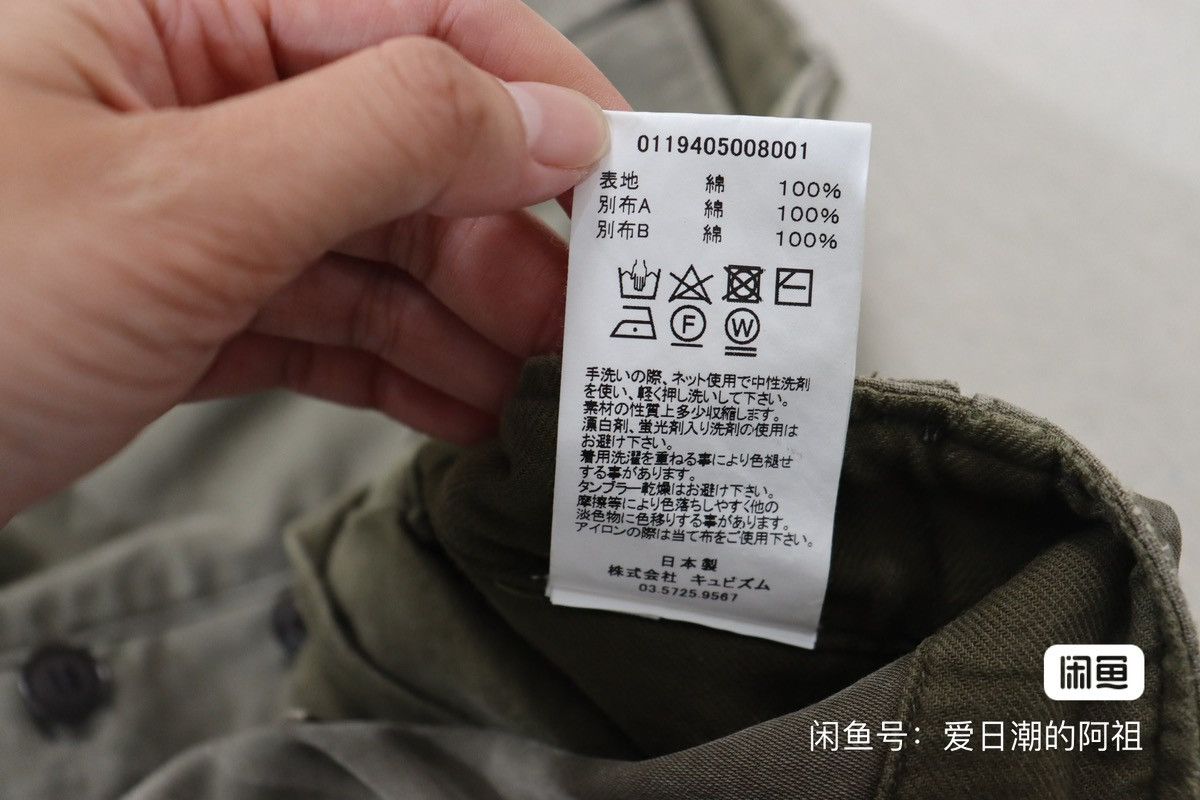 0119405008001
表地 綿 100%
別布A 綿 100%
別布B 綿 100%
F W
手洗いの際、ネット使用で中性洗剤
を使い、軽く押し洗いして下さい。
素材の性質上多少収縮します。
漂白剤、蛍光剤入り洗剤の使用は
お避け下さい。
着用洗濯を重ねる事により色褪せ
する事があります。
タンブラー乾燥はお避け下さい。
摩擦等により色落ちしやすく他の
淡色物に色移りする事があります。
アイロンの際は当て布をご使用下さい。
日本製
株式会社 キュビズム
03.5725.9567
闲鱼
闲鱼号：爱日潮的阿祖